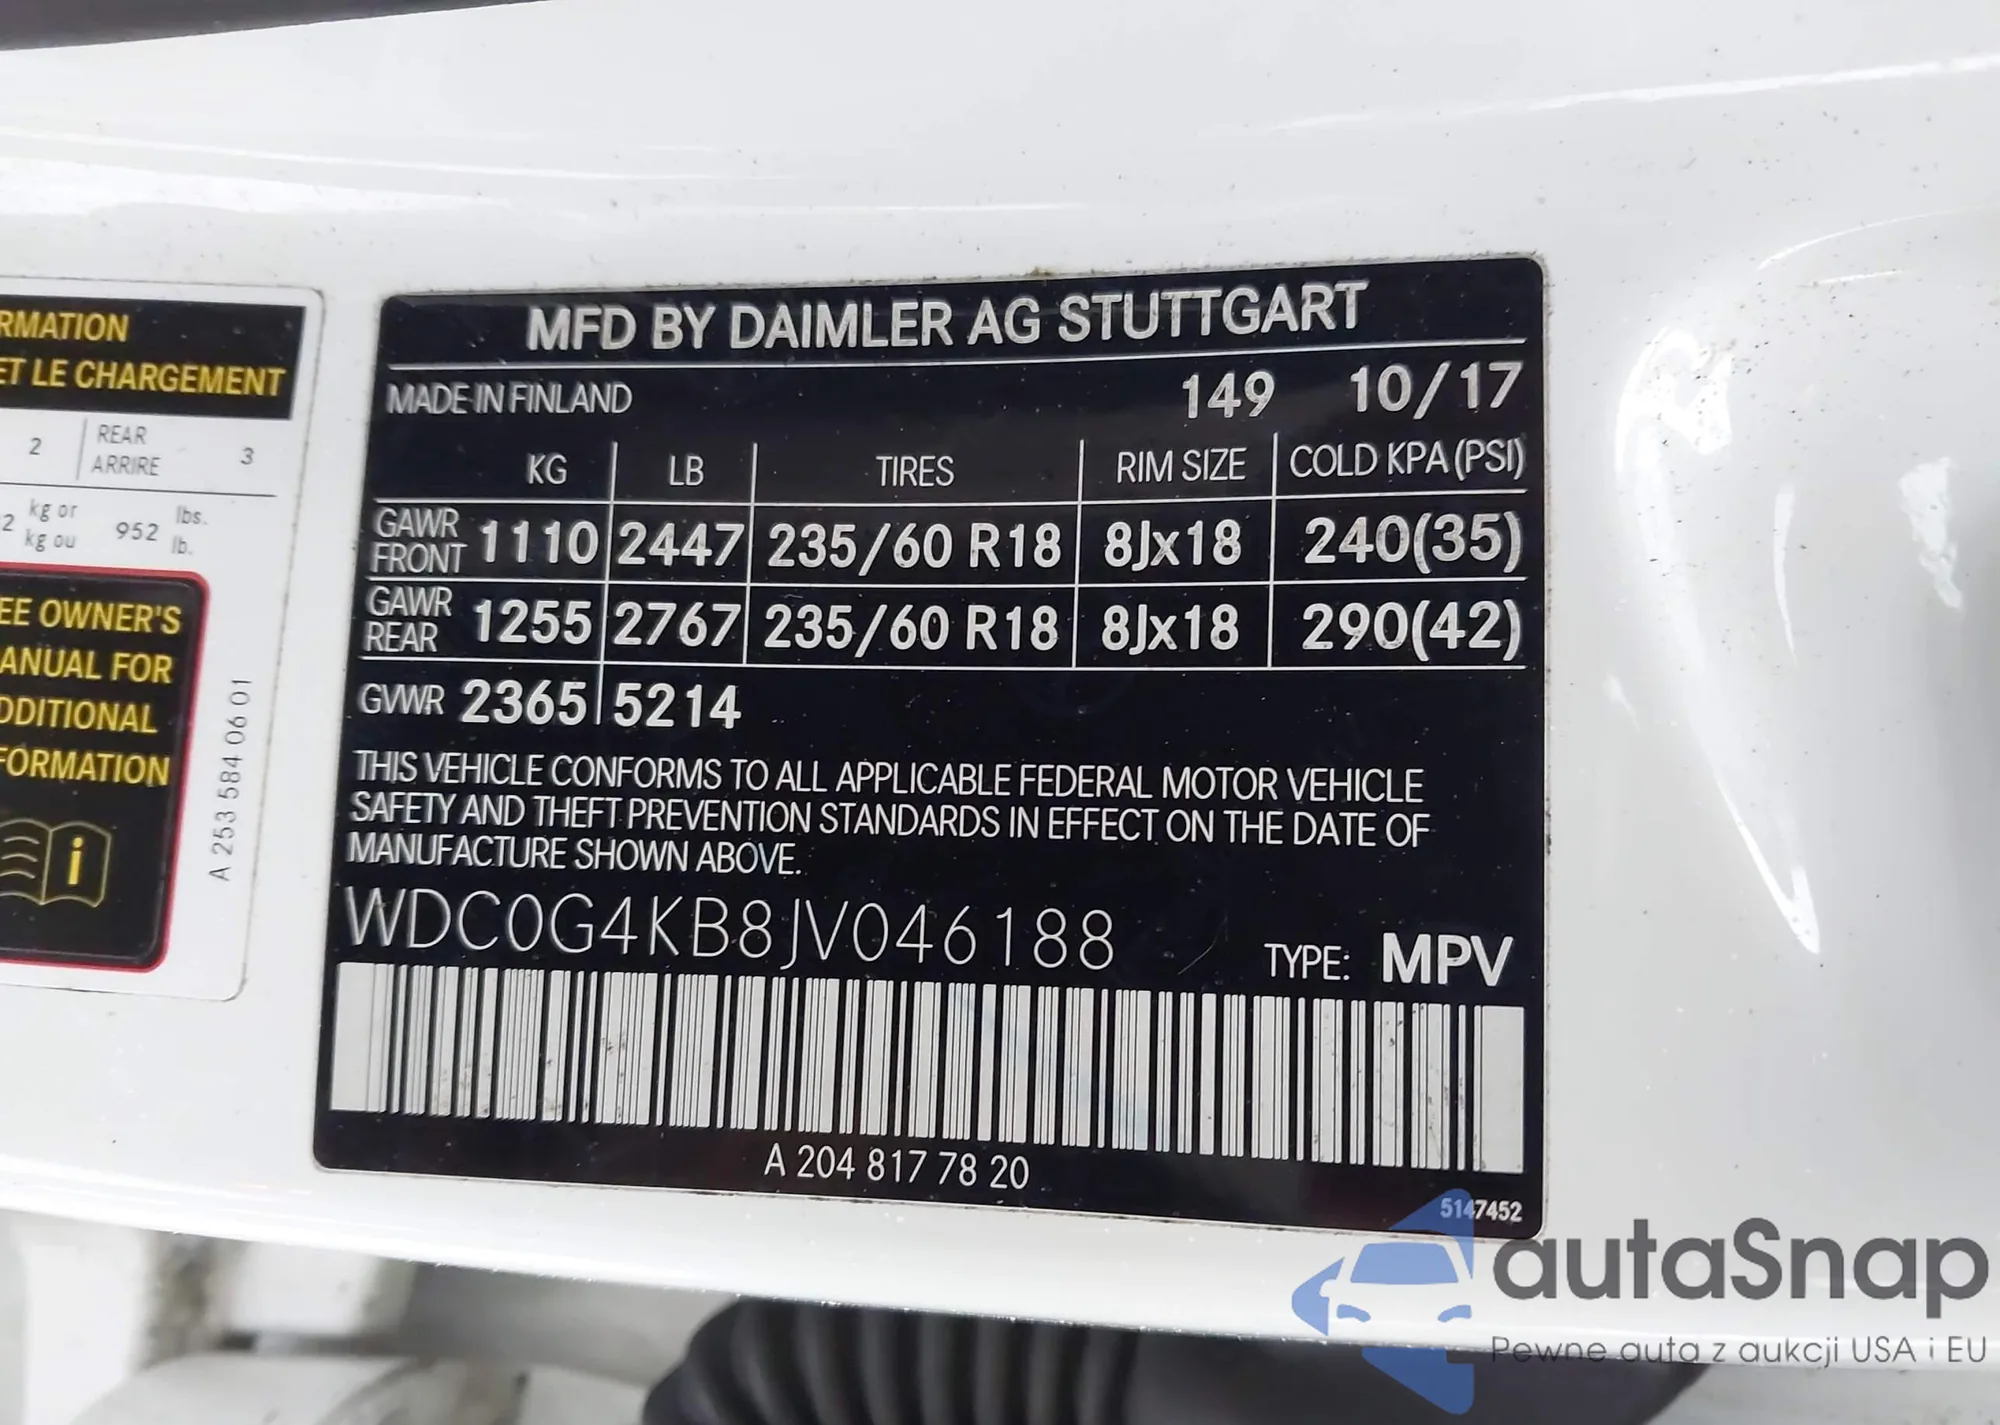 RMATION
ET LE CHARGEMENT
2 REAR ARRIRE 3
2 kg or kg ou 952 lbs. lb.
EE OWNER'S
ANUAL FOR
DDITIONAL
FORMATION
i
A 253 584 06 01
MFD BY DAIMLER AG STUTTGART
MADE IN FINLAND 149 10/17
KG LB TIRES RIM SIZE COLD KPA (PSI)
GAWR FRONT 1110 2447 235/60 R18 8Jx18 240(35)
GAWR REAR 1255 2767 235/60 R18 8Jx18 290(42)
GVWR 2365 5214
THIS VEHICLE CONFORMS TO ALL APPLICABLE FEDERAL MOTOR VEHICLE
SAFETY AND THEFT PREVENTION STANDARDS IN EFFECT ON THE DATE OF
MANUFACTURE SHOWN ABOVE.
WDC0G4KB8JV046188 TYPE: MPV
A 204 817 78 20
5147452
autaSnap
Pewne auta z aukcji USA i EU